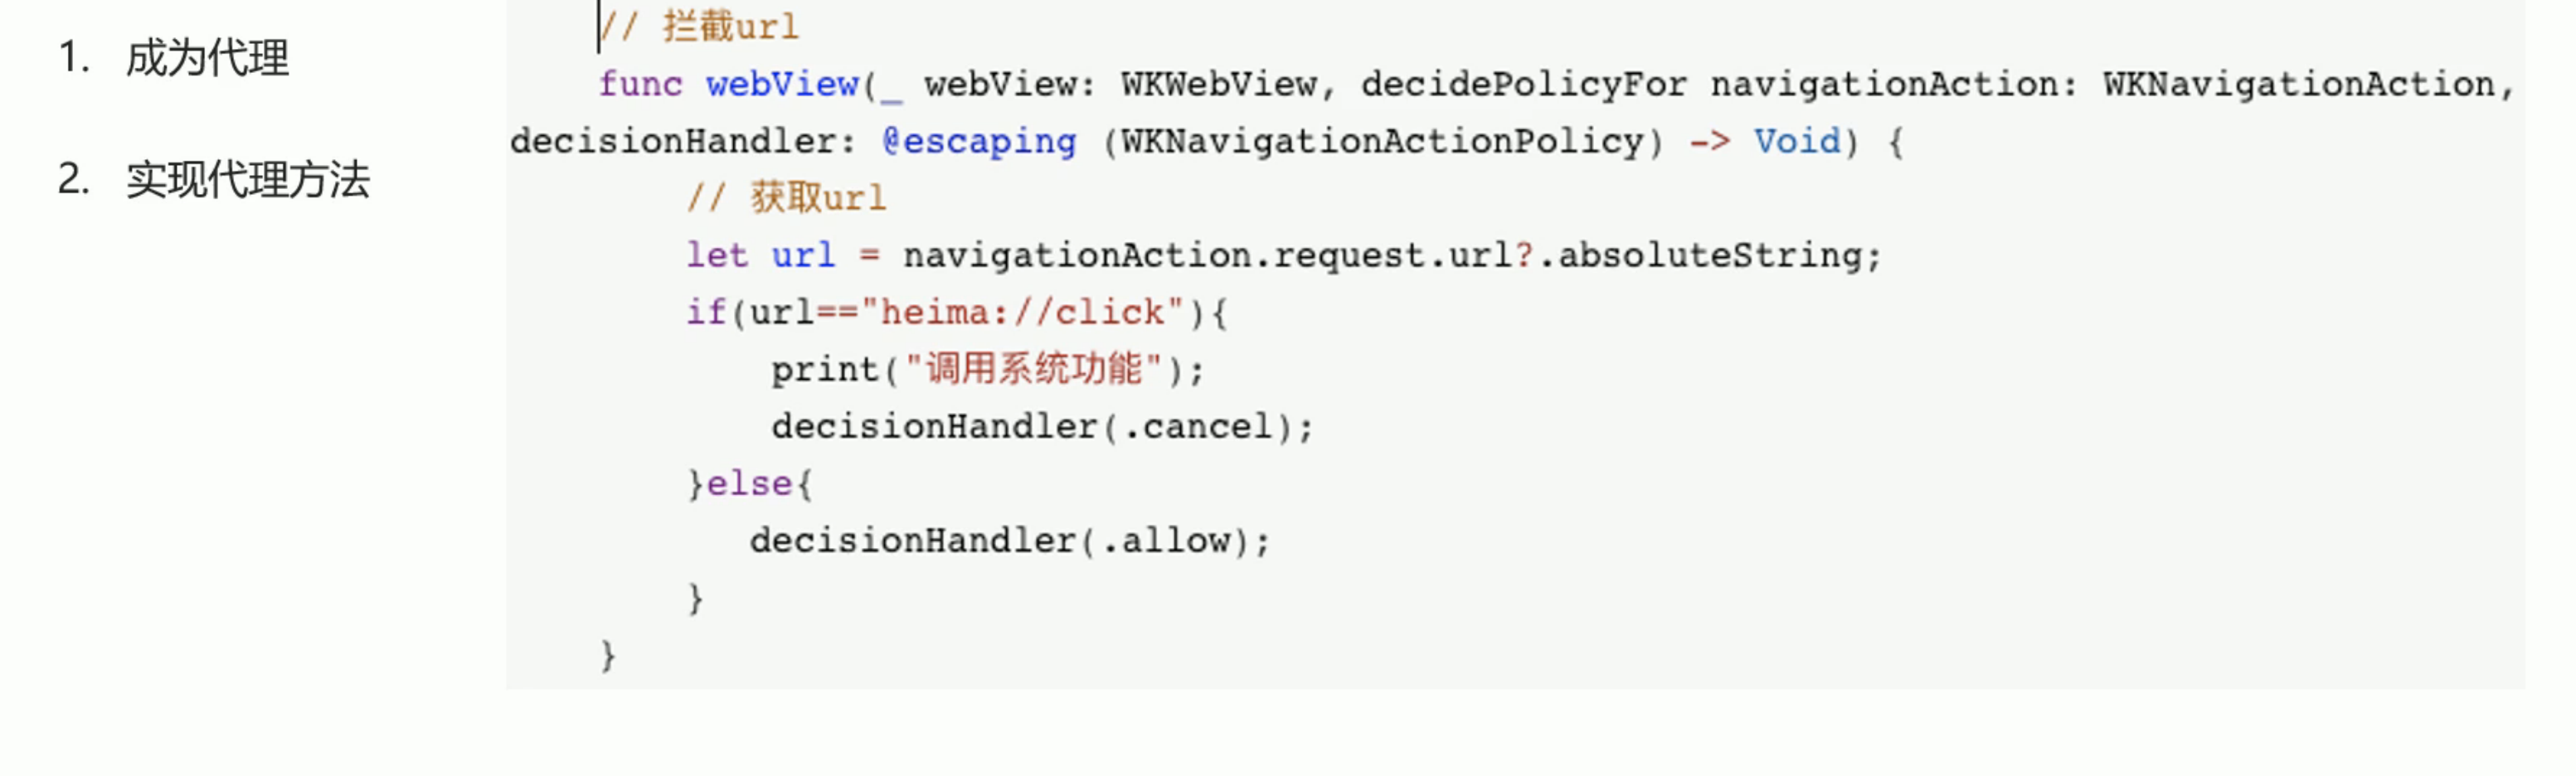 1. 成为代理
2. 实现代理方法
// 拦截url
func webView(_ webView: WKWebView, decidePolicyFor navigationAction: WKNavigationAction,
decisionHandler: @escaping (WKNavigationActionPolicy) -> Void) {
// 获取url
let url = navigationAction.request.url?.absoluteString;
if(url=="heima://click"){
print("调用系统功能");
decisionHandler(.cancel);
}else{
decisionHandler(.allow);
}
}